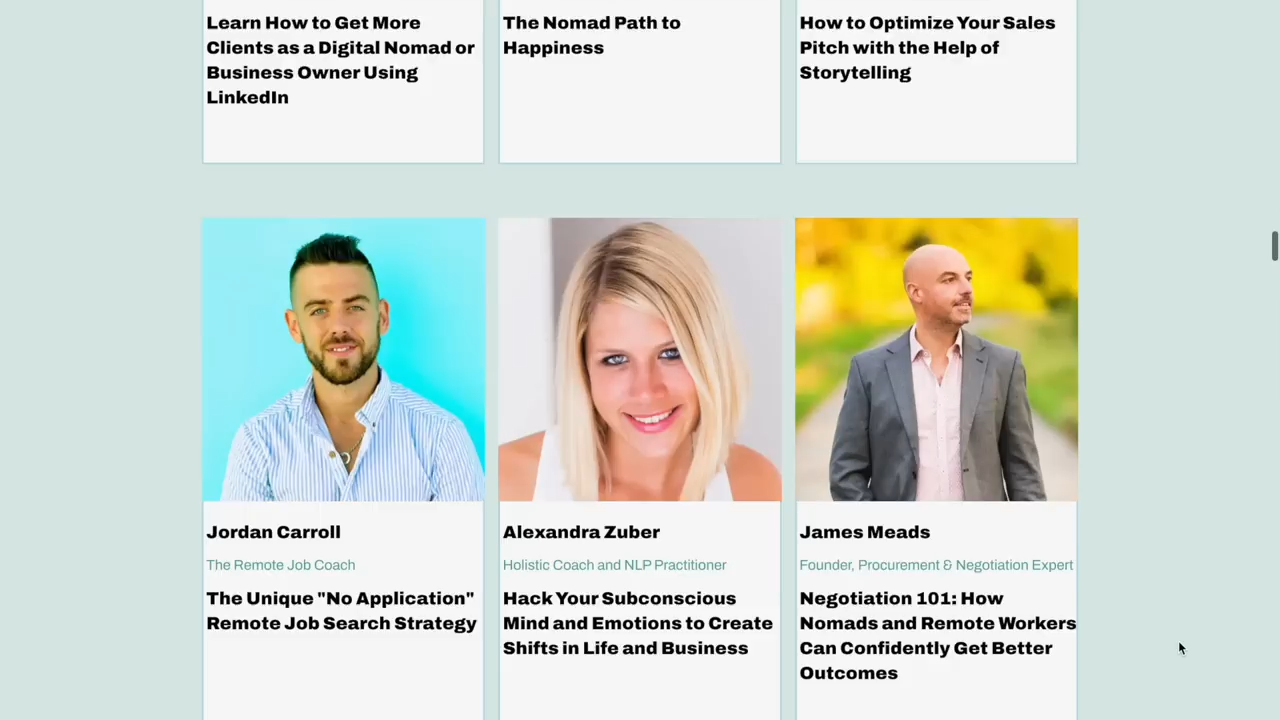 Learn How to Get More
Clients as a Digital Nomad or
Business Owner Using
LinkedIn
The Nomad Path to
Happiness
How to Optimize Your Sales
Pitch with the Help of
Storytelling
Jordan Carroll
The Remote Job Coach
The Unique "No Application"
Remote Job Search Strategy
Alexandra Zuber
Holistic Coach and NLP Practitioner
Hack Your Subconscious
Mind and Emotions to Create
Shifts in Life and Business
James Meads
Founder, Procurement & Negotiation Expert
Negotiation 101: How
Nomads and Remote Workers
Can Confidently Get Better
Outcomes